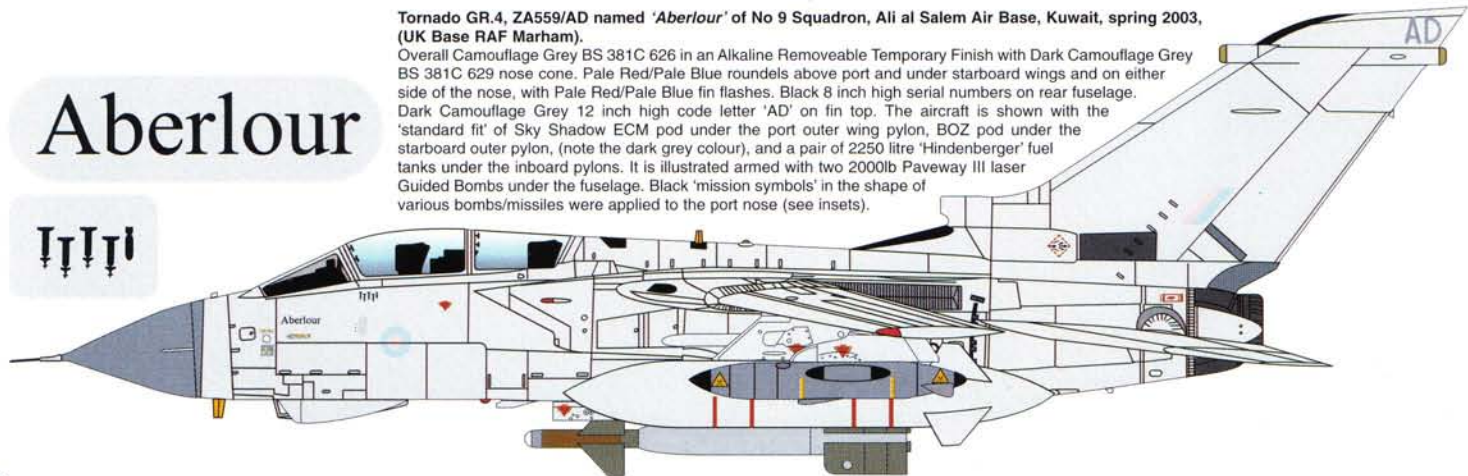 Tornado GR.4, ZA559/AD named 'Aberlour' of No 9 Squadron, Ali al Salem Air Base, Kuwait, spring 2003,
(UK Base RAF Marham).
Overall Camouflage Grey BS 381C 626 in an Alkaline Removeable Temporary Finish with Dark Camouflage Grey
BS 381C 629 nose cone. Pale Red/Pale Blue roundels above port and under starboard wings and on either
side of the nose, with Pale Red/Pale Blue fin flashes. Black 8 inch high serial numbers on rear fuselage.
Dark Camouflage Grey 12 inch high code letter 'AD' on fin top. The aircraft is shown with the
'standard fit' of Sky Shadow ECM pod under the port outer wing pylon, BOZ pod under the
starboard outer pylon, (note the dark grey colour), and a pair of 2250 litre 'Hindenberger' fuel
tanks under the inboard pylons. It is illustrated armed with two 2000lb Paveway III laser
Guided Bombs under the fuselage. Black 'mission symbols' in the shape of
various bombs/missiles were applied to the port nose (see insets).
Aberlour
AD
Aberlour